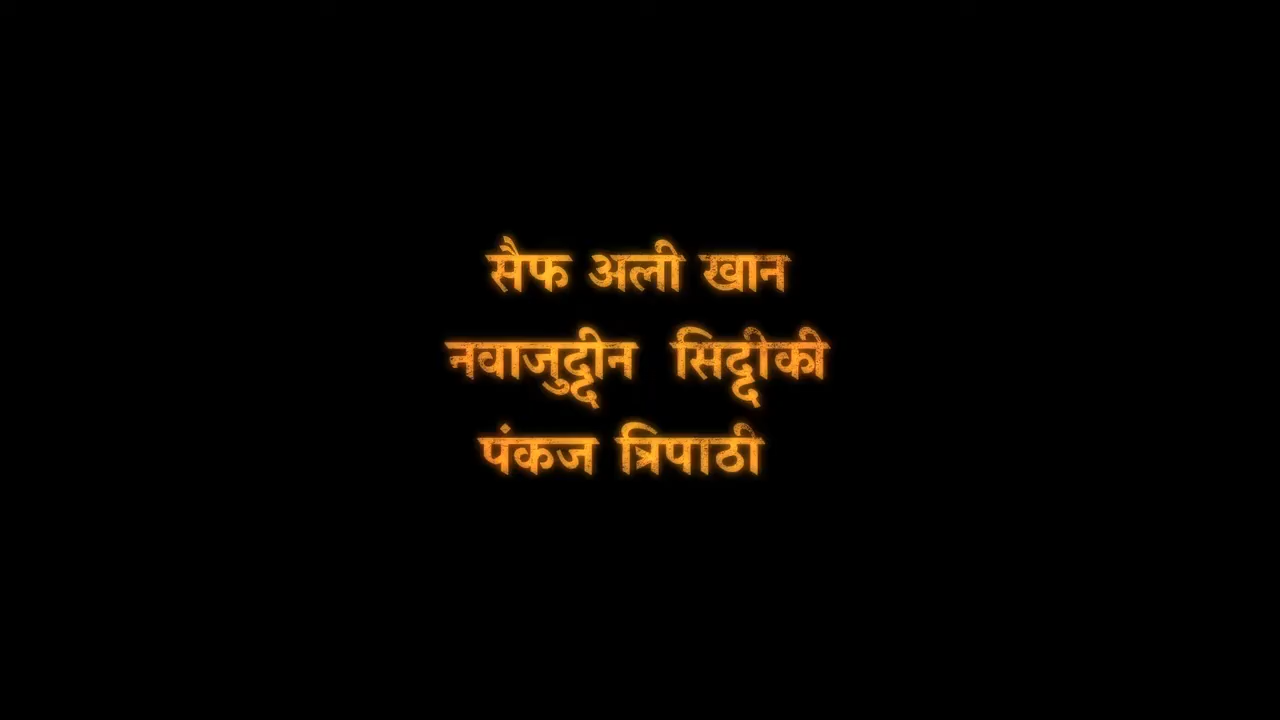 सैफ अली खान
नवाजुद्दीन सिद्दीकी
पंकज त्रिपाठी